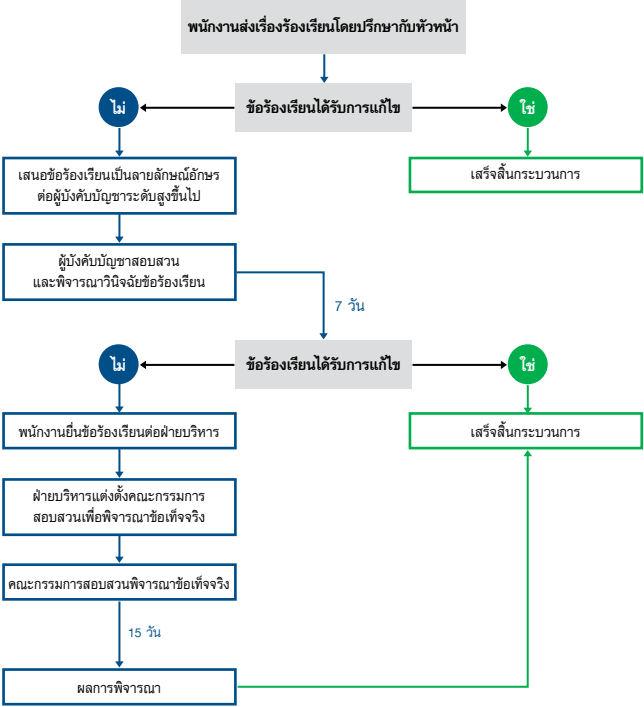 พนักงานส่งเรื่องร้องเรียนโดยปรึกษากับหัวหน้า
ไม่
ข้อร้องเรียนได้รับการแก้ไข
ใช่
เสนอข้อร้องเรียนเป็นลายลักษณ์อักษร
ต่อผู้บังคับบัญชาระดับสูงขึ้นไป
เสร็จสิ้นกระบวนการ
ผู้บังคับบัญชาสอบสวน
และพิจารณาวินิจฉัยข้อร้องเรียน
7 วัน
ไม่
ข้อร้องเรียนได้รับการแก้ไข
ใช่
พนักงานยื่นข้อร้องเรียนต่อฝ่ายบริหาร
เสร็จสิ้นกระบวนการ
ฝ่ายบริหารแต่งตั้งคณะกรรมการ
สอบสวนเพื่อพิจารณาข้อเท็จจริง
คณะกรรมการสอบสวนพิจารณาข้อเท็จจริง
15 วัน
ผลการพิจารณา